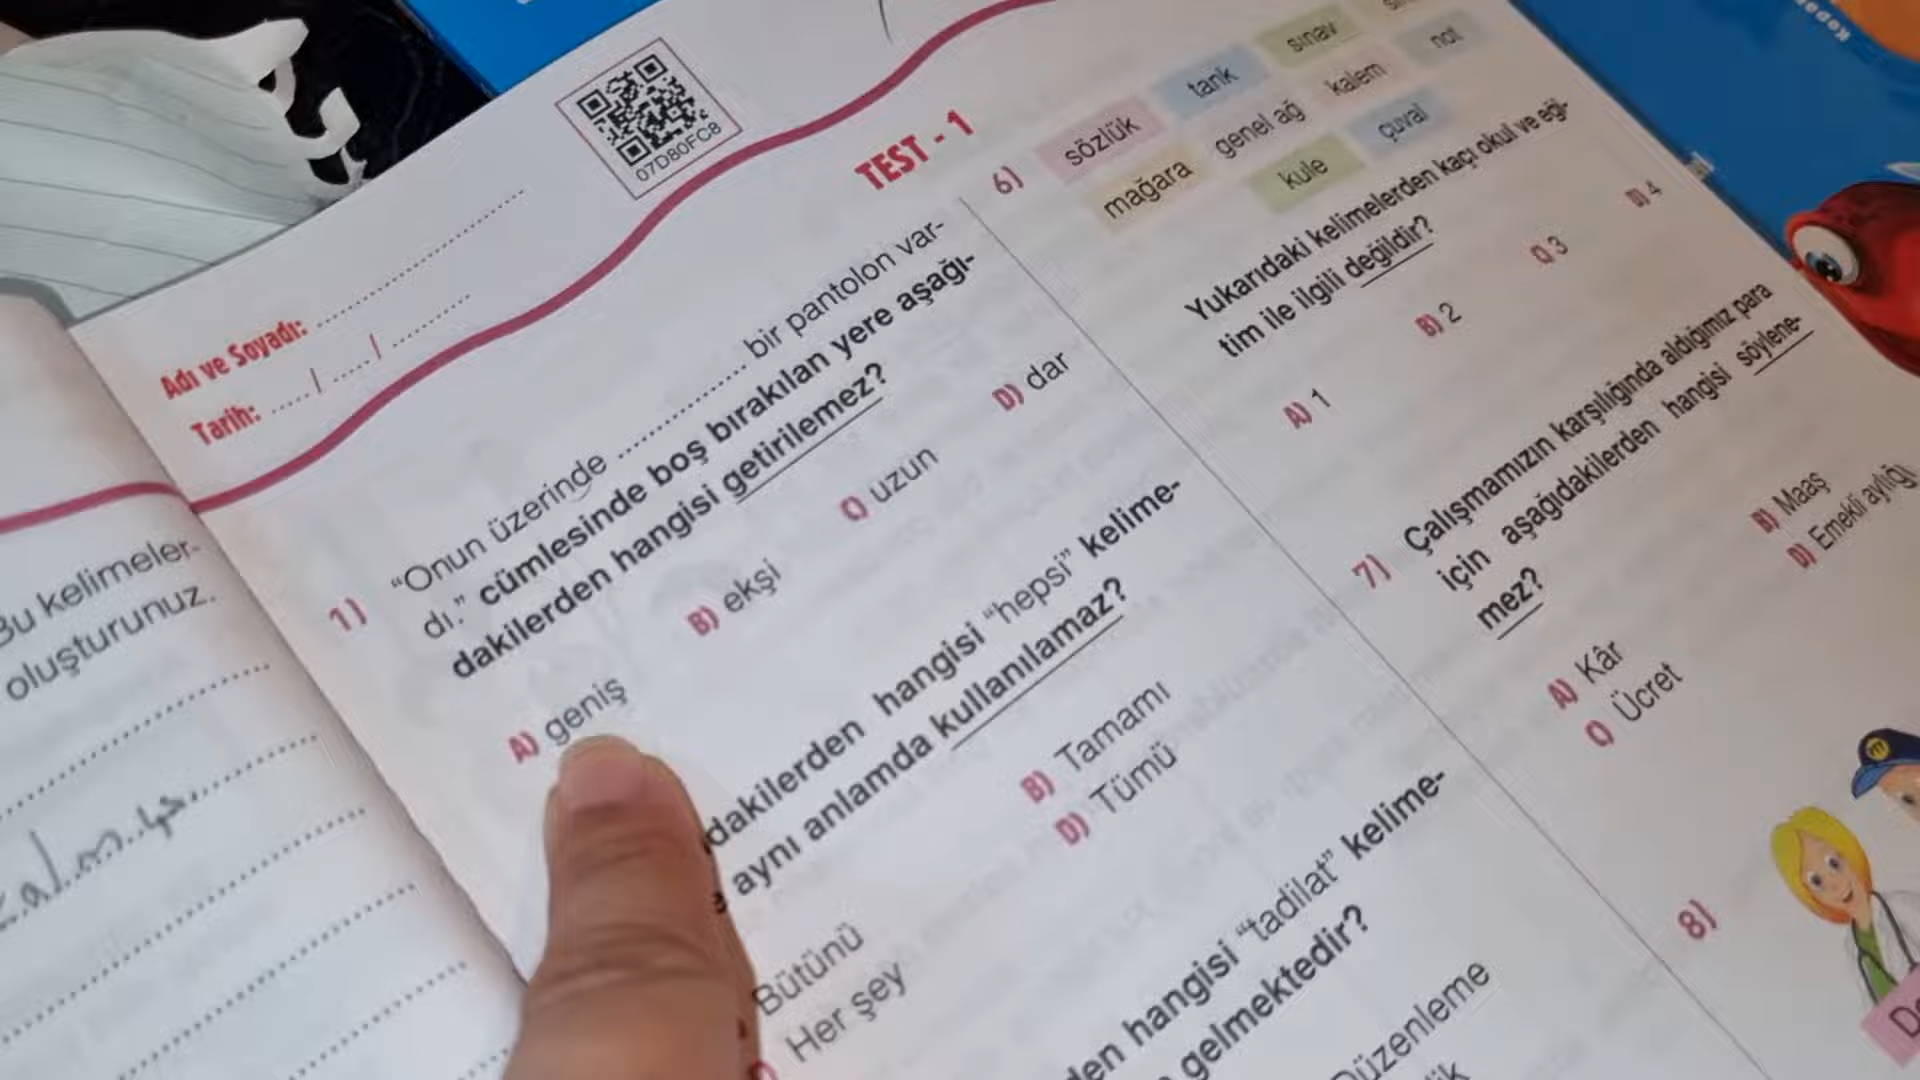 Bu kelimeler-
oluşturunuz.
07D80FC8
Adı ve Soyadı: ..............................
Tarih: ...... / ...... / ............
TEST - 1
1) "Onun üzerinde .................... bir pantolon var-
dı." cümlesinde boş bırakılan yere aşağı-
dakilerden hangisi getirilemez?
A) geniş B) ekşi C) uzun D) dar
dakilerden hangisi "hepsi" kelime-
aynı anlamda kullanılamaz?
Bütünü B) Tamamı
Her şey D) Tümü
den hangisi "tadilat" kelime-
gelmektedir?
Düzenleme
6) sözlük tank sınav
mağara genel ağ kalem not
kule çuval
Yukarıdaki kelimelerden kaçı okul ve eği-
tim ile ilgili değildir?
A) 1 B) 2 C) 3 D) 4
7) Çalışmamızın karşılığında aldığımız para
için aşağıdakilerden hangisi söylene-
mez?
A) Kâr B) Maaş
C) Ücret D) Emekli aylığı
8)